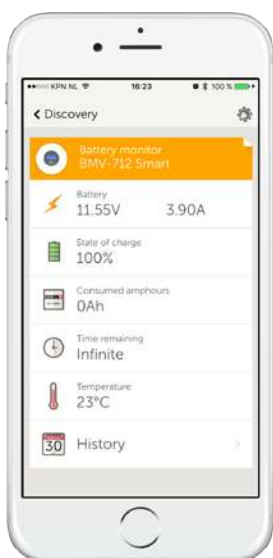 KPN NL 16:23 100 %
Discovery
Battery monitor
BMV-712 Smart
Battery
11.55V 3.90A
State of charge
100%
Consumed amphours
0Ah
Time remaining
Infinite
Temperature
23°C
30 History